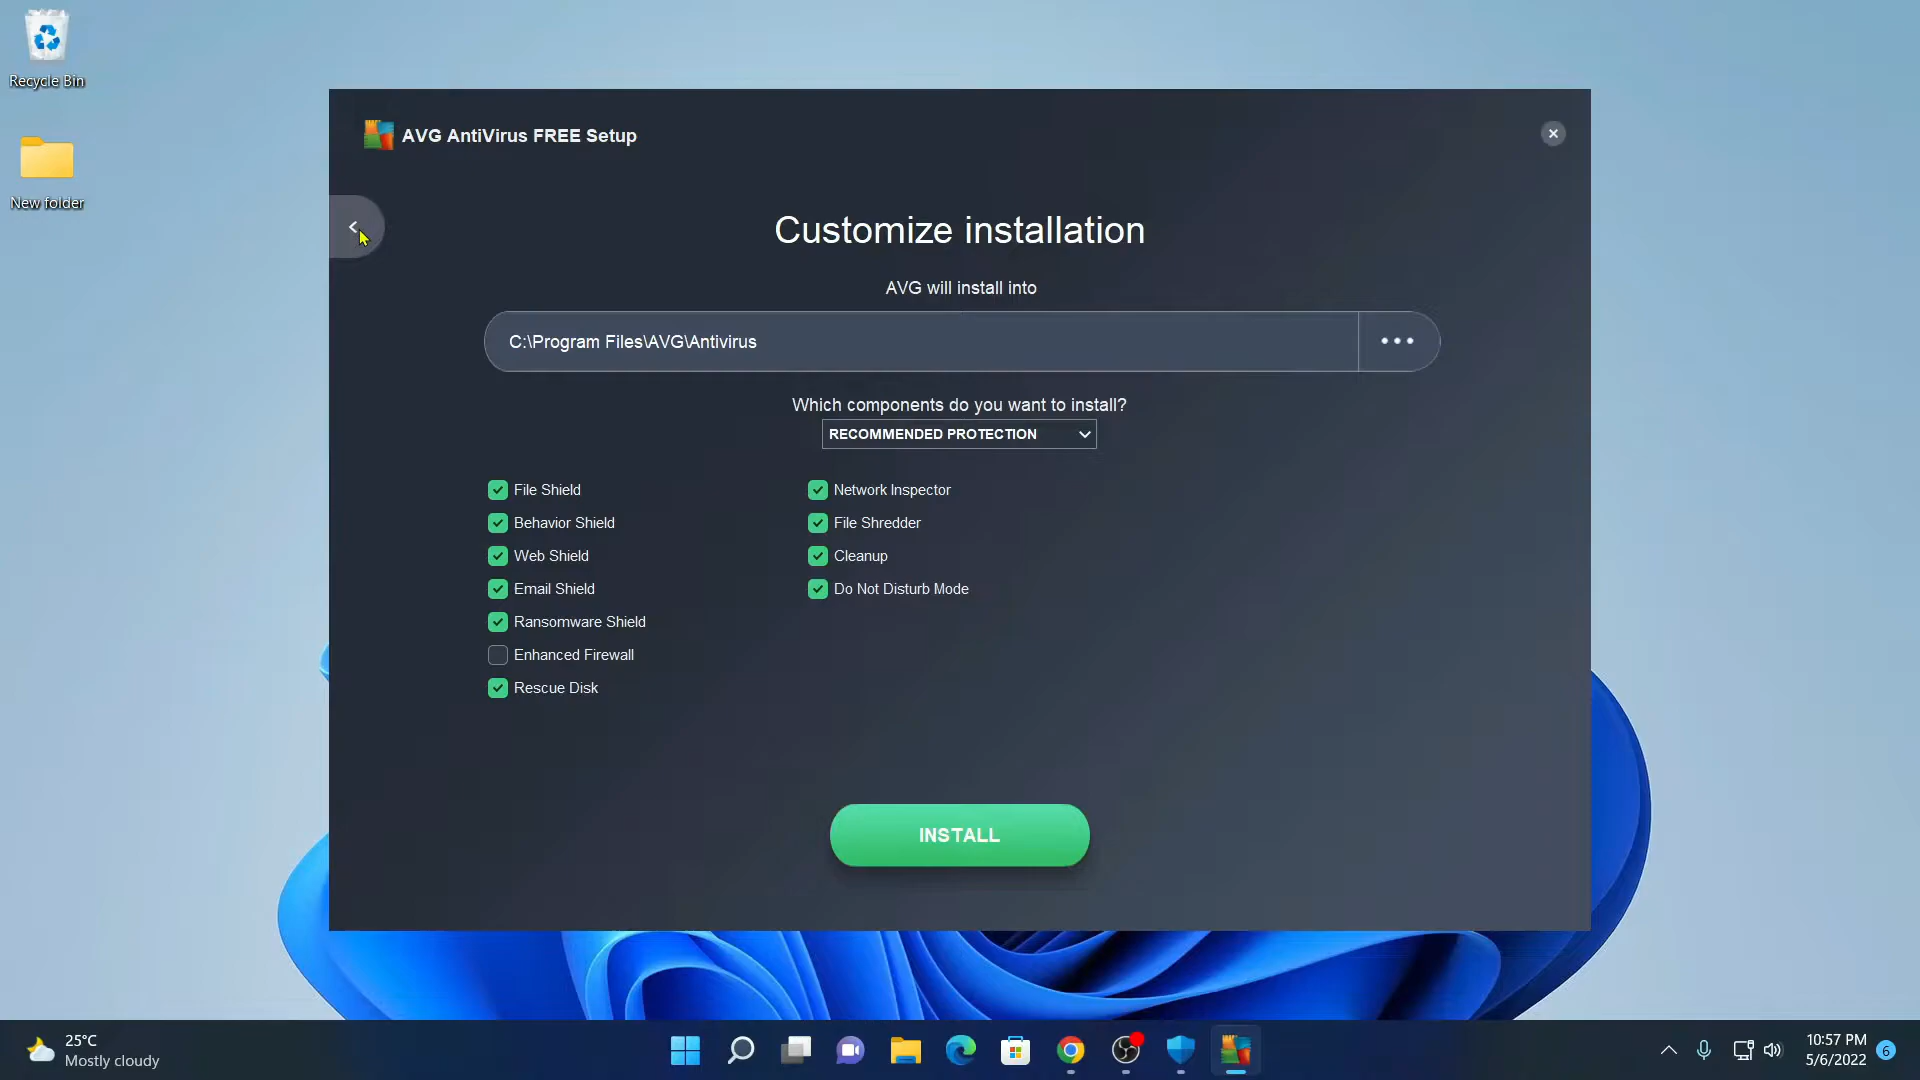 Recycle Bin
New folder
AVG AntiVirus FREE Setup
Customize installation
AVG will install into
C:\Program Files\AVG\Antivirus
Which components do you want to install?
RECOMMENDED PROTECTION
File Shield
Behavior Shield
Web Shield
Email Shield
Ransomware Shield
Enhanced Firewall
Rescue Disk
Network Inspector
File Shredder
Cleanup
Do Not Disturb Mode
INSTALL
25°C
Mostly cloudy
10:57 PM
5/6/2022
6